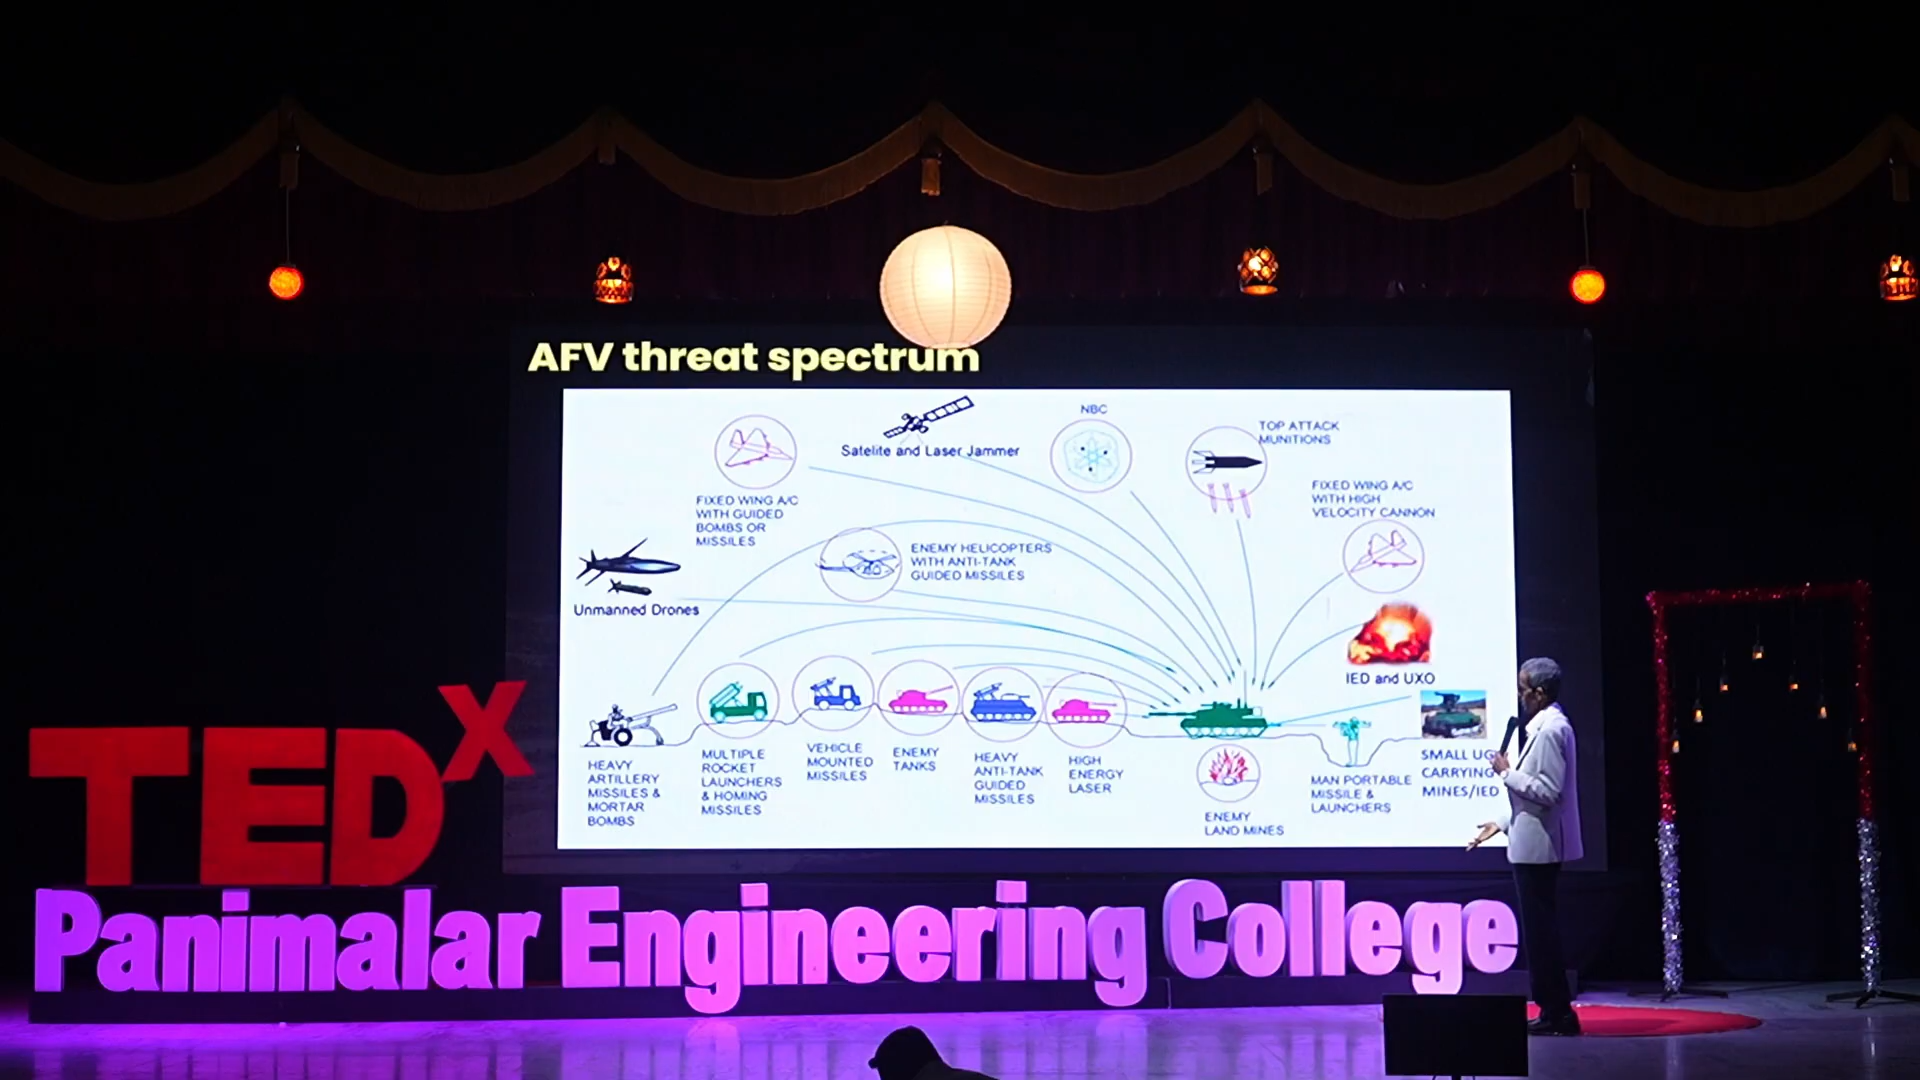 AFV threat spectrum
Satelite and Laser Jammer
NBC
TOP ATTACK
MUNITIONS
FIXED WING A/C
WITH GUIDED
BOMBS OR
MISSILES
FIXED WING A/C
WITH HIGH
VELOCITY CANNON
ENEMY HELICOPTERS
WITH ANTI-TANK
GUIDED MISSILES
Unmanned Drones
IED and UXO
HEAVY
ARTILLERY
MISSILES &
MORTAR
BOMBS
MULTIPLE
ROCKET
LAUNCHERS
& HOMING
MISSILES
VEHICLE
MOUNTED
MISSILES
ENEMY
TANKS
HEAVY
ANTI-TANK
GUIDED
MISSILES
HIGH
ENERGY
LASER
ENEMY
LAND MINES
MAN PORTABLE
MISSILE &
LAUNCHERS
SMALL
CARRYING
MINES/IED
TEDx
Panimalar Engineering College